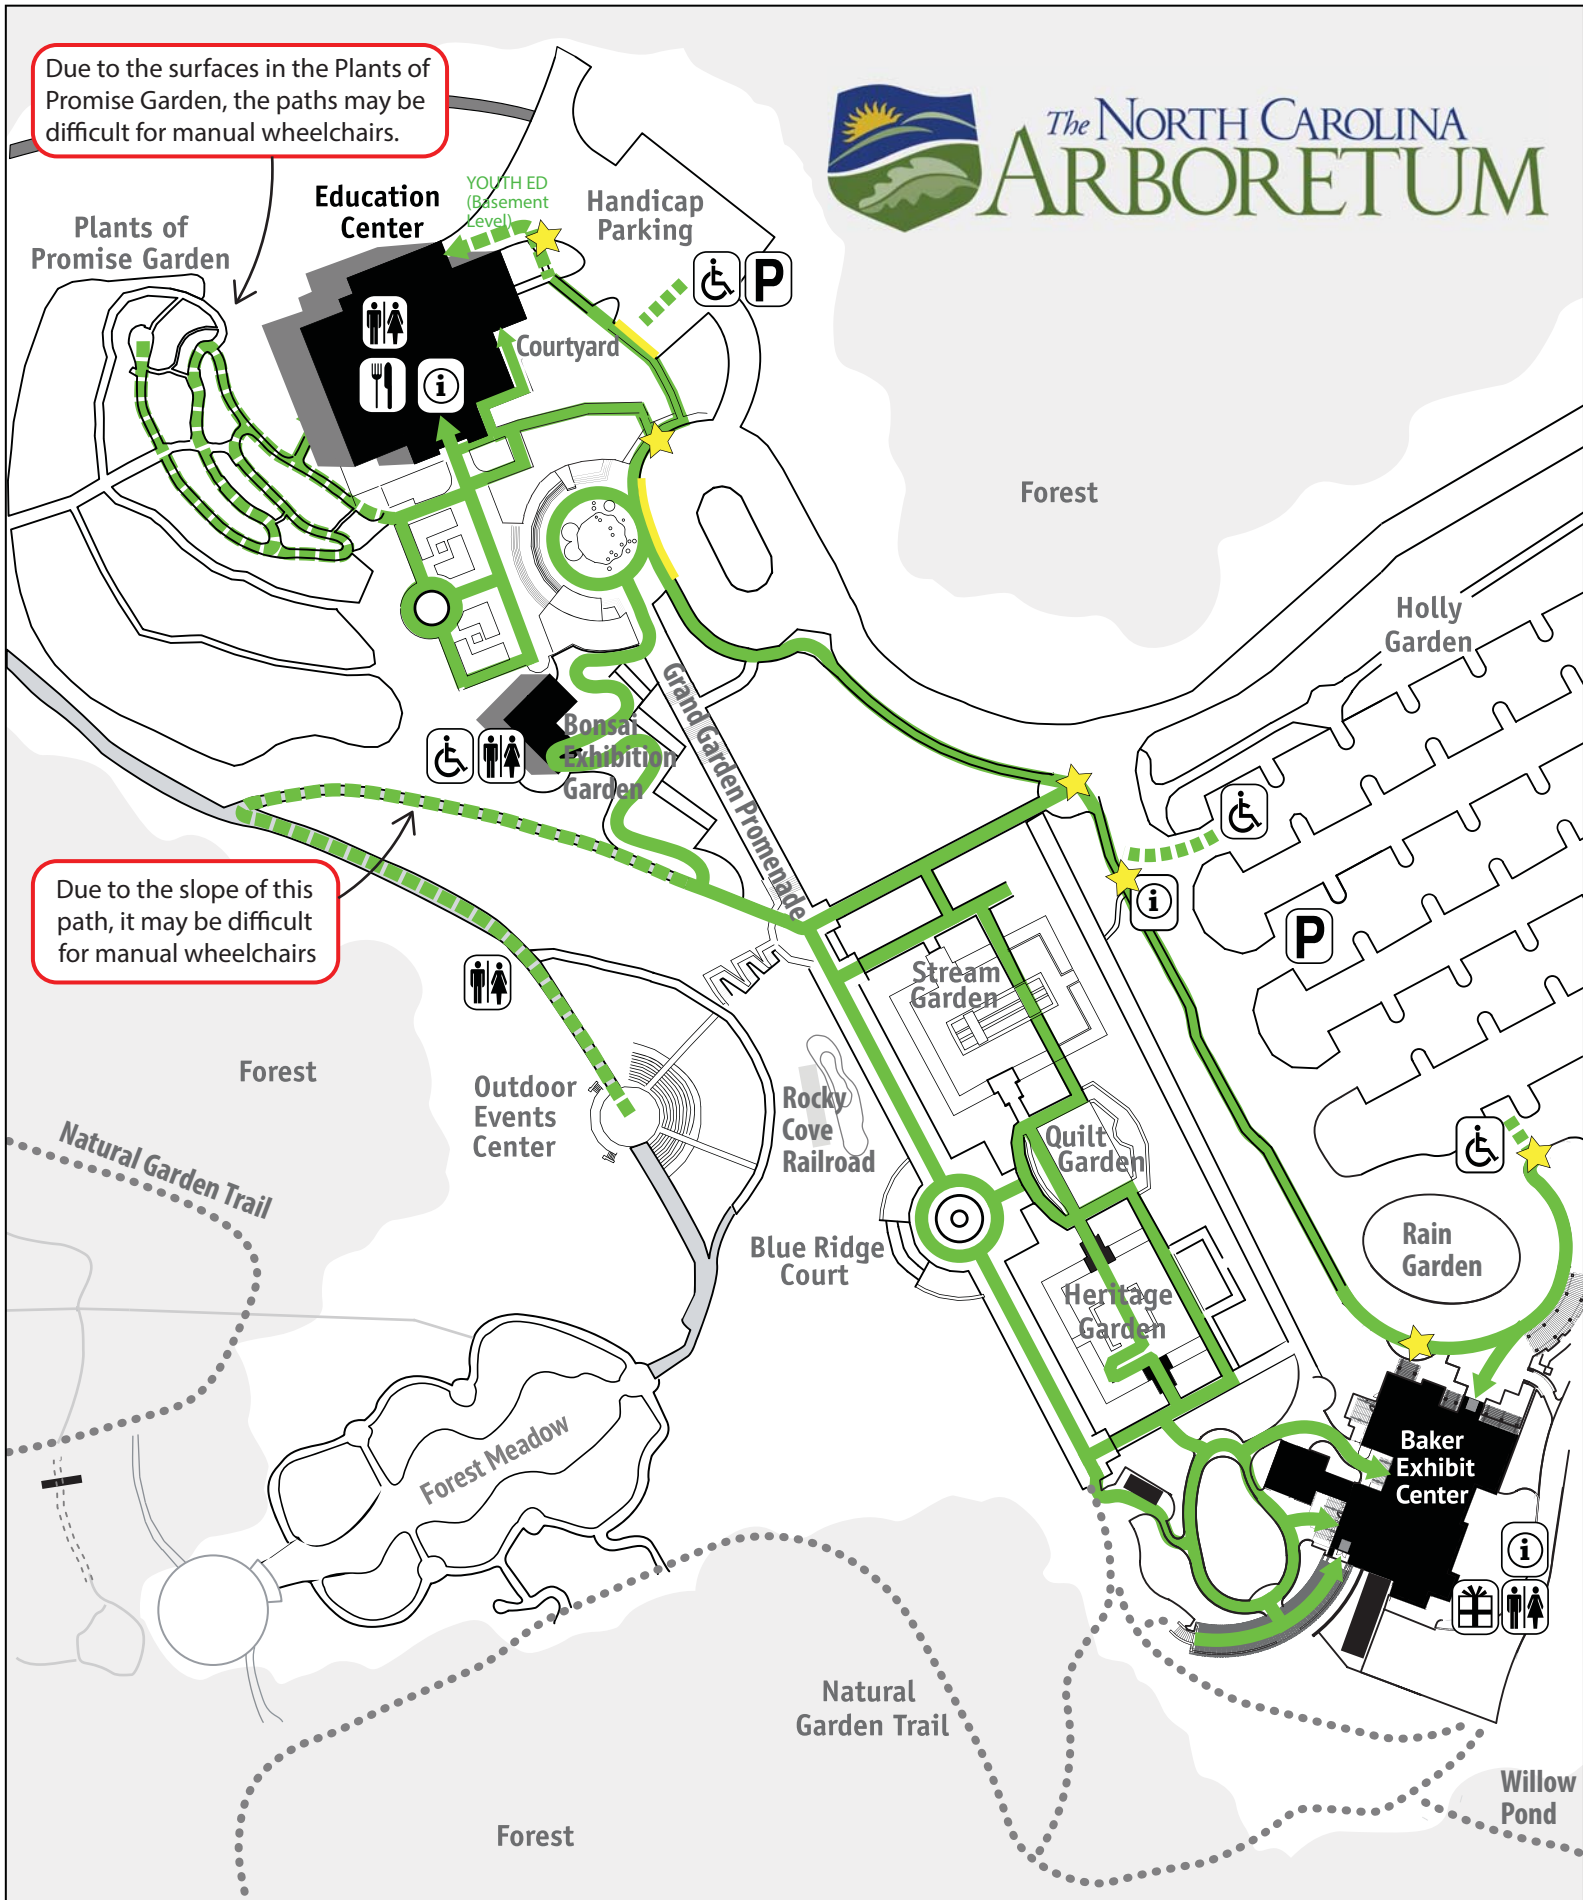 Due to the surfaces in the Plants of
Promise Garden, the paths may be
difficult for manual wheelchairs.
The NORTH CAROLINA
ARBORETUM
YOUTH ED
(Basement
Level)
Education
Center
Handicap
Parking
Plants of
Promise Garden
P
Courtyard
i
Forest
Holly
Garden
Grand Garden Promenade
Bonsai
Exhibition
Garden
Due to the slope of this
path, it may be difficult
for manual wheelchairs
i
P
Stream
Garden
Forest
Outdoor
Events
Center
Rocky
Cove
Railroad
Quilt
Garden
Natural Garden Trail
Blue Ridge
Court
Rain
Garden
Heritage
Garden
Forest Meadow
Baker
Exhibit
Center
i
Natural
Garden Trail
Willow
Pond
Forest